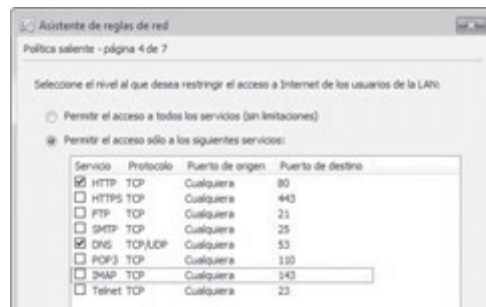 Asistente de reglas de red
Política saliente - página 4 de 7
Seleccione el nivel al que desea restringir el acceso a Internet de los usuarios de la LAN:
Permitir el acceso a todos los servicios (sin limitaciones)
Permitir el acceso sólo a los siguientes servicios:
Servicio Protocolo Puerto de origen Puerto de destino
HTTP TCP Cualquiera 80
HTTPS TCP Cualquiera 443
FTP TCP Cualquiera 21
SMTP TCP Cualquiera 25
DNS TCP/UDP Cualquiera 53
POP3 TCP Cualquiera 110
IMAP TCP Cualquiera 143
Telnet TCP Cualquiera 23